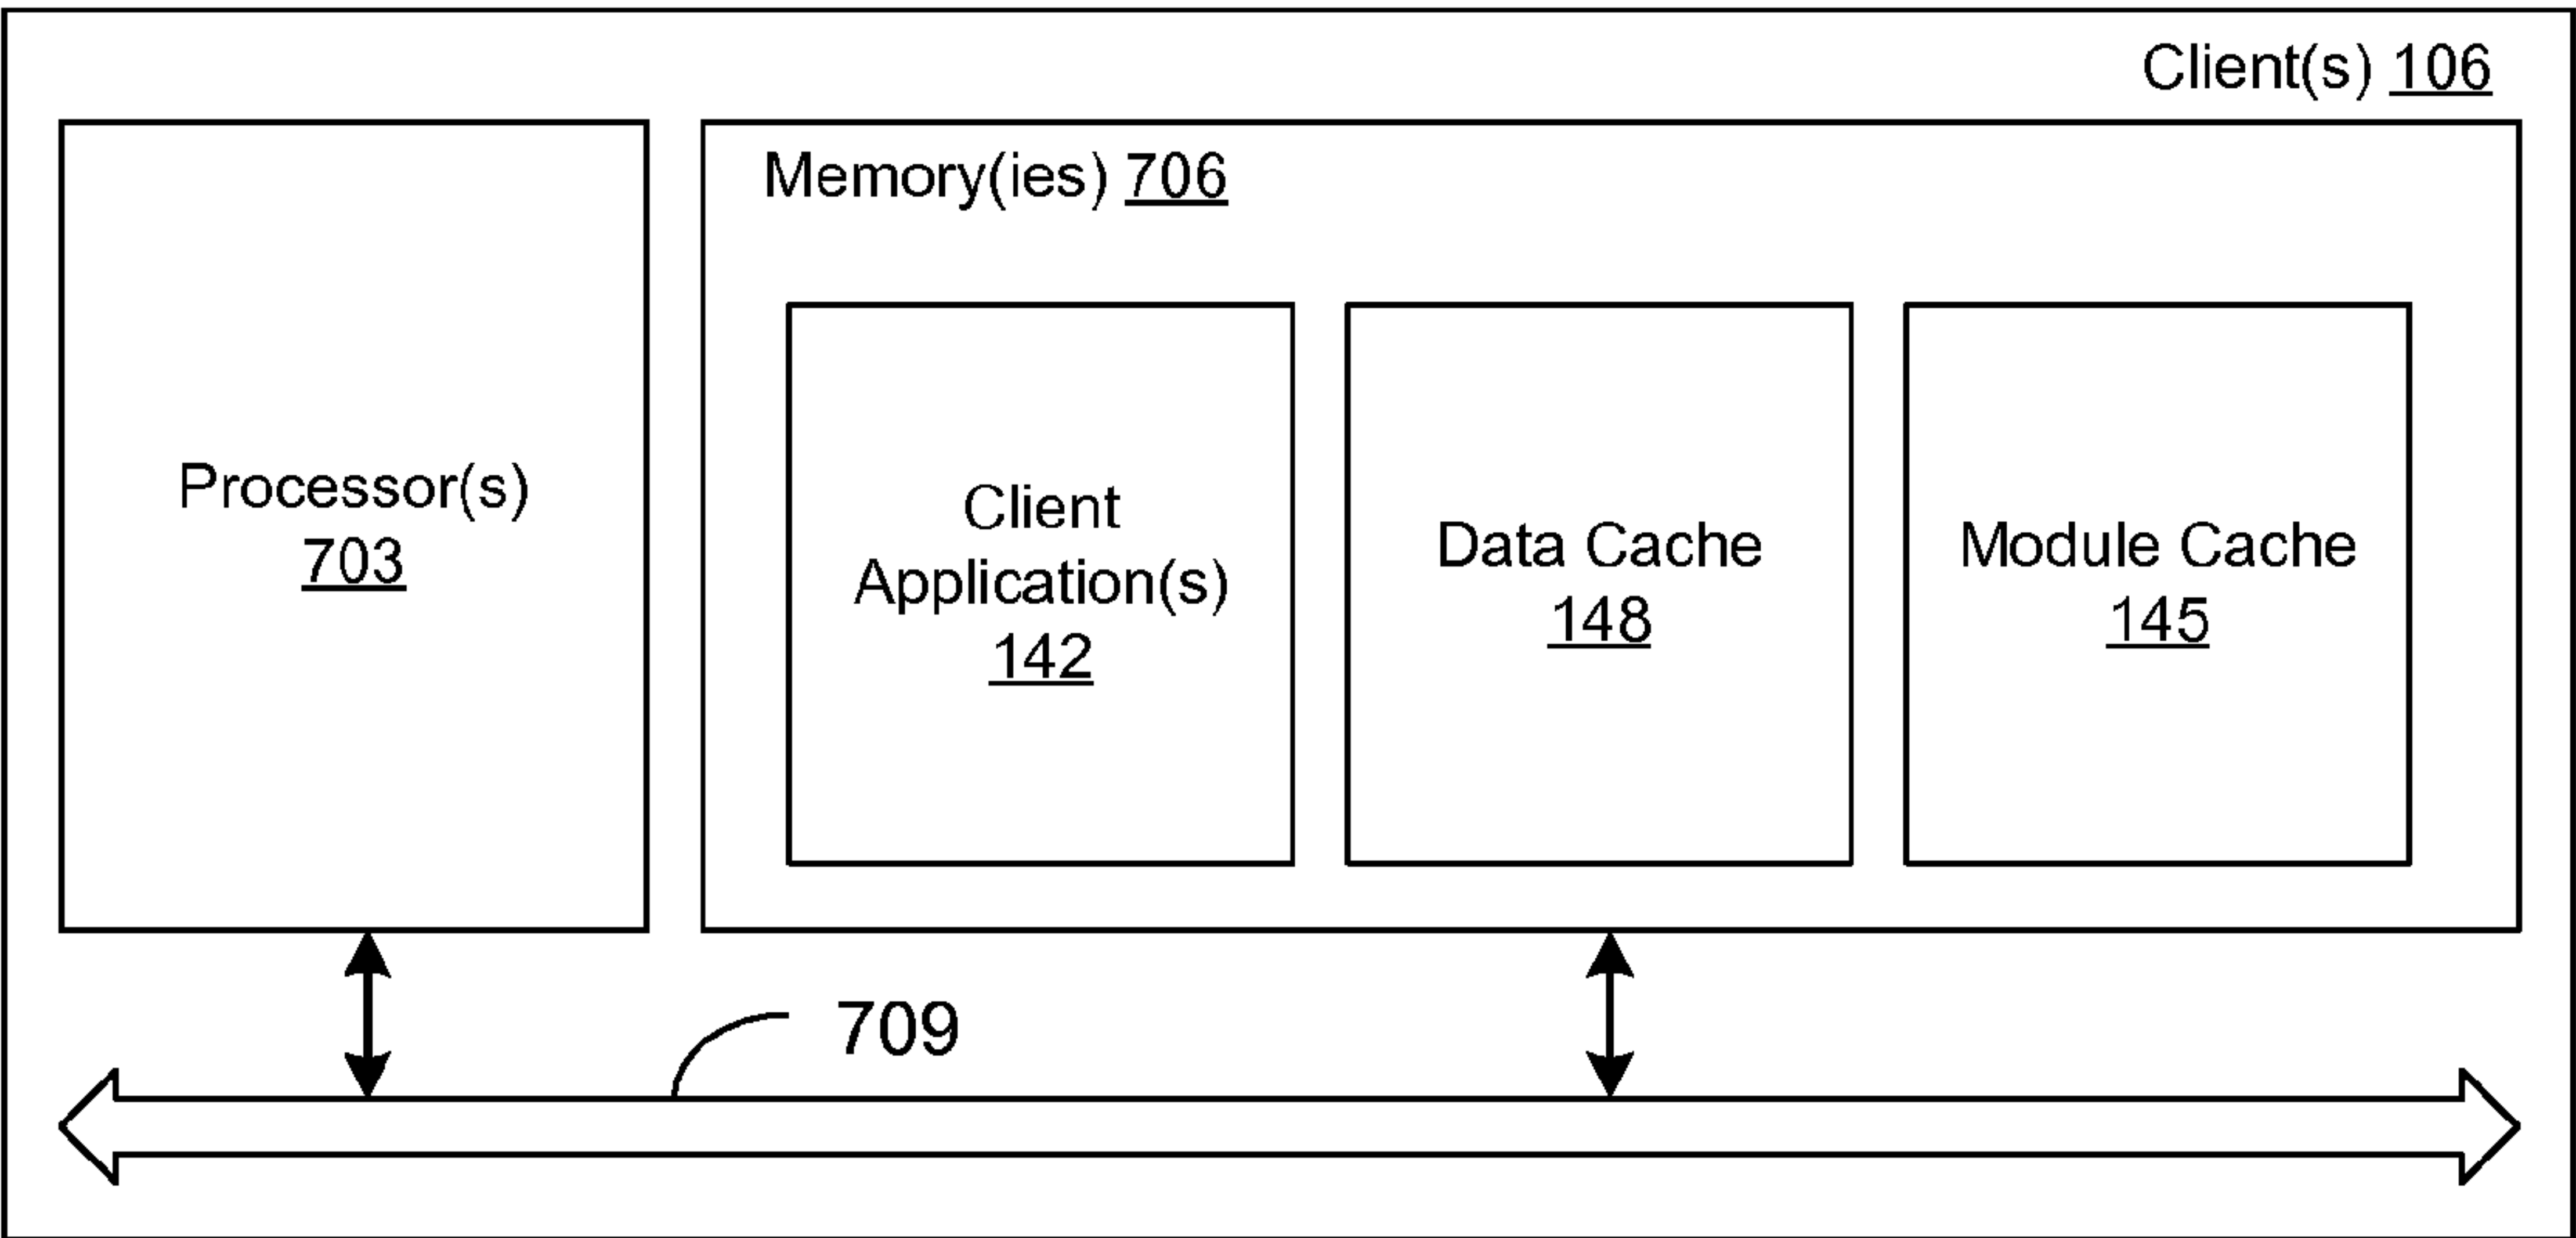 Client(s) 106
Memory(ies) 706
Processor(s)
703
Client
Application(s)
142
Data Cache
148
Module Cache
145
709